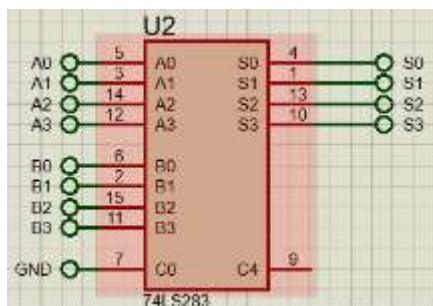 U2
A0 5 A0 S0 4 S0
A1 3 A1 S1 1 S1
A2 14 A2 S2 13 S2
A3 12 A3 S3 10 S3
B0 6 B0
B1 2 B1
B2 15 B2
B3 11 B3
GND 7 C0 C4 9
74LS283